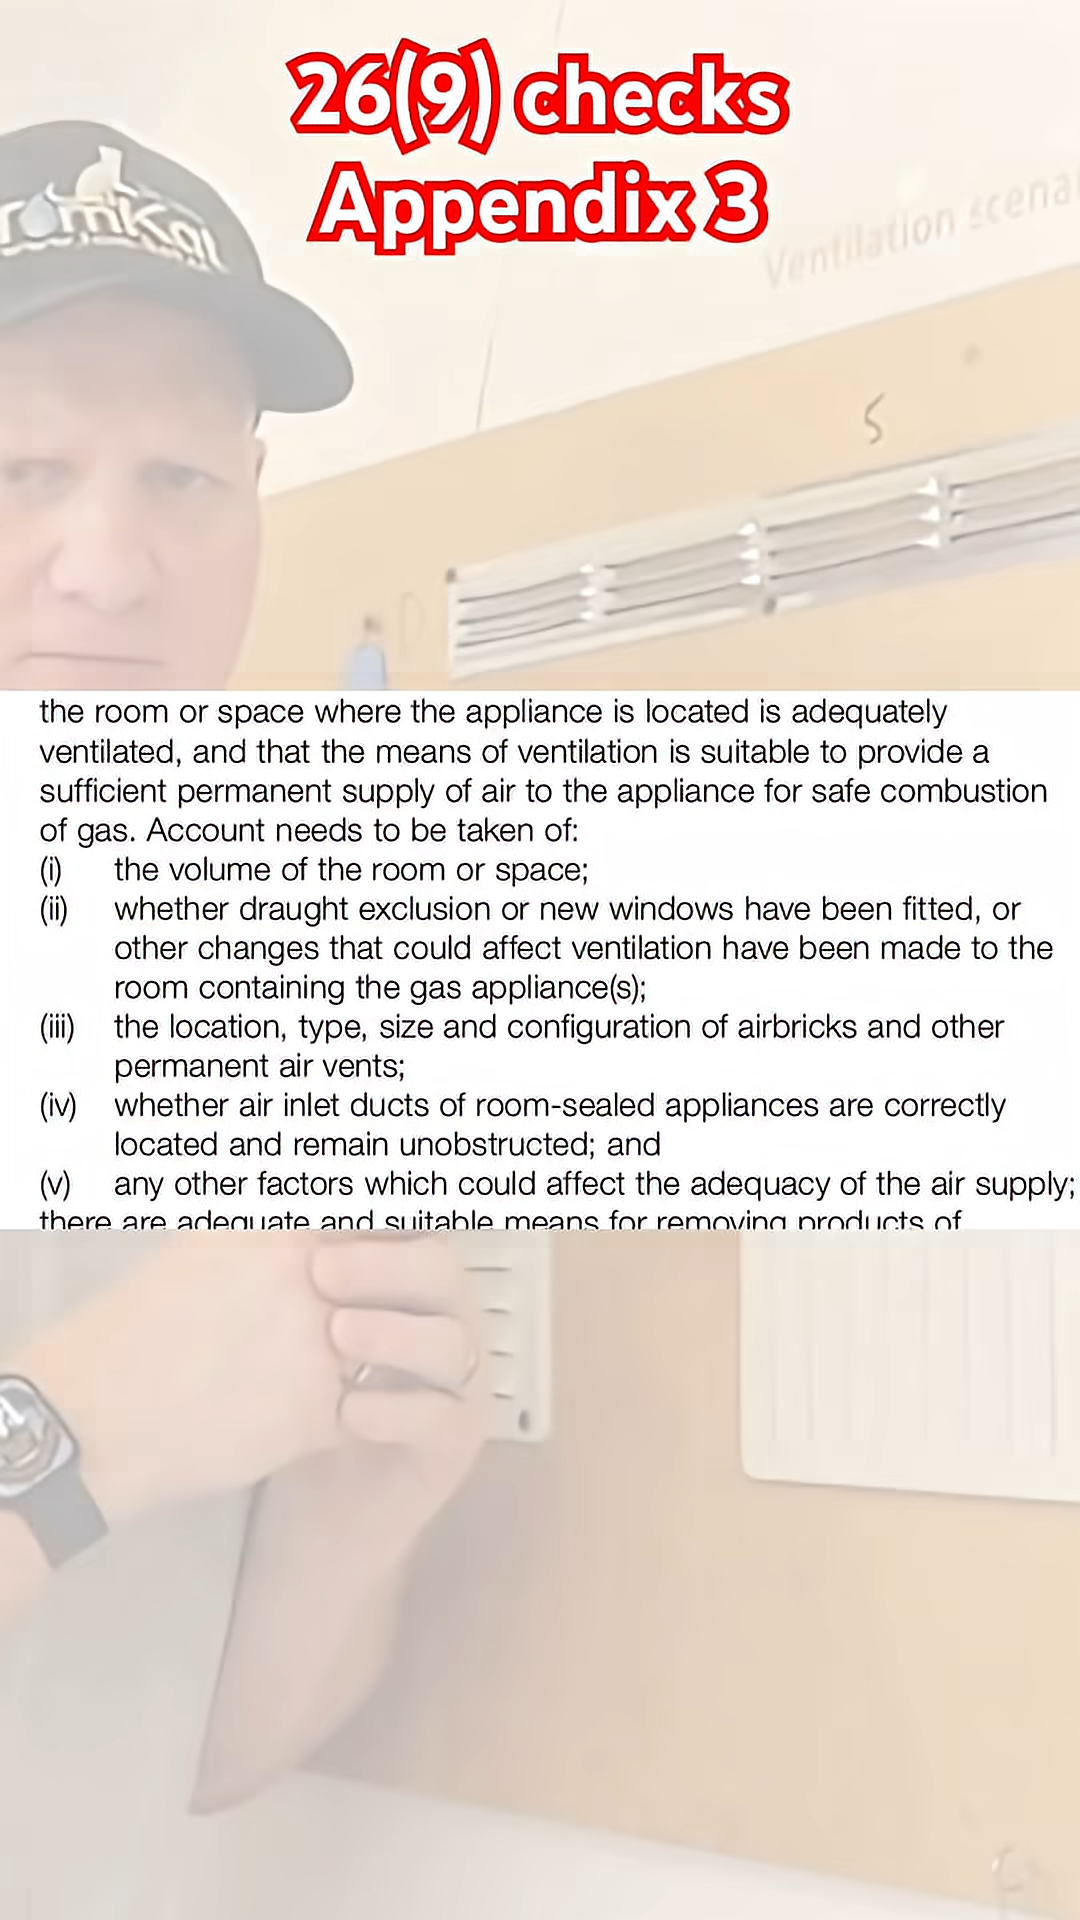 26(9) checks
Appendix 3
Ventilation
S
D
the room or space where the appliance is located is adequately
ventilated, and that the means of ventilation is suitable to provide a
sufficient permanent supply of air to the appliance for safe combustion
of gas. Account needs to be taken of:
(i) the volume of the room or space;
(ii) whether draught exclusion or new windows have been fitted, or
other changes that could affect ventilation have been made to the
room containing the gas appliance(s);
(iii) the location, type, size and configuration of airbricks and other
permanent air vents;
(iv) whether air inlet ducts of room-sealed appliances are correctly
located and remain unobstructed; and
(v) any other factors which could affect the adequacy of the air supply;
there are adequate and suitable means for removing products of